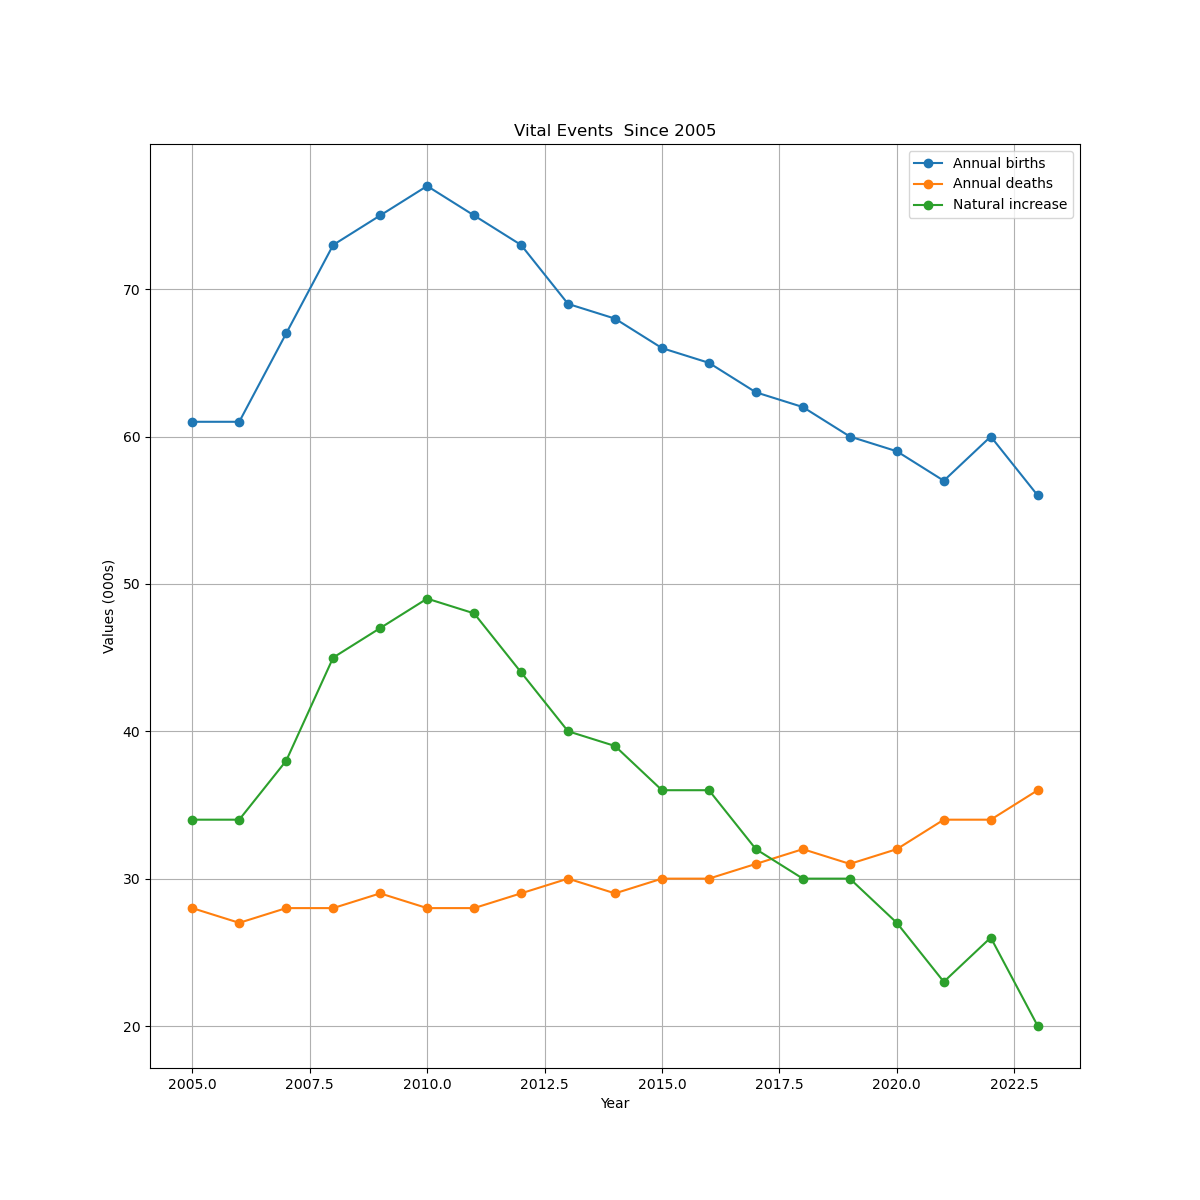 Vital Events  Since 2005
Annual births
Annual deaths
Natural increase
70
60
50
40
30
20
Values (000s)
2005.0 2007.5 2010.0 2012.5 2015.0 2017.5 2020.0 2022.5
Year